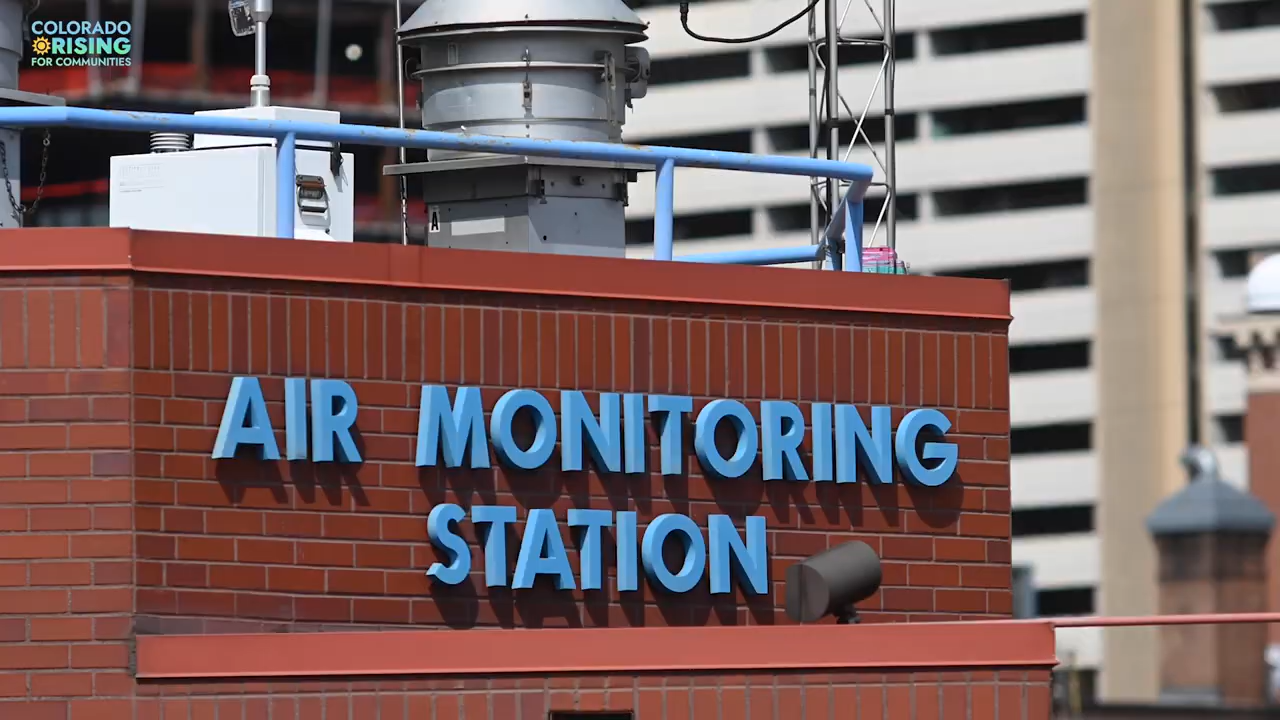 COLORADO
RISING
FOR COMMUNITIES
A
AIR MONITORING
STATION